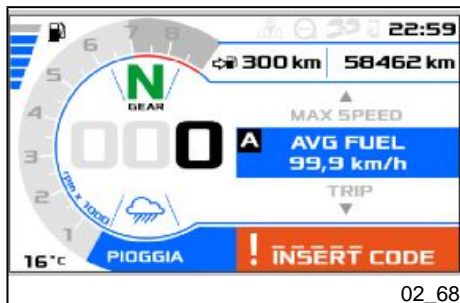 22:59
300 km 58462 km
8
7
6
5
4
3
2
1
rpm x 1000
N
GEAR
000
MAX SPEED
A AVG FUEL
99,9 km/h
TRIP
16°c
PIOGGIA
! INSERT CODE
02_68